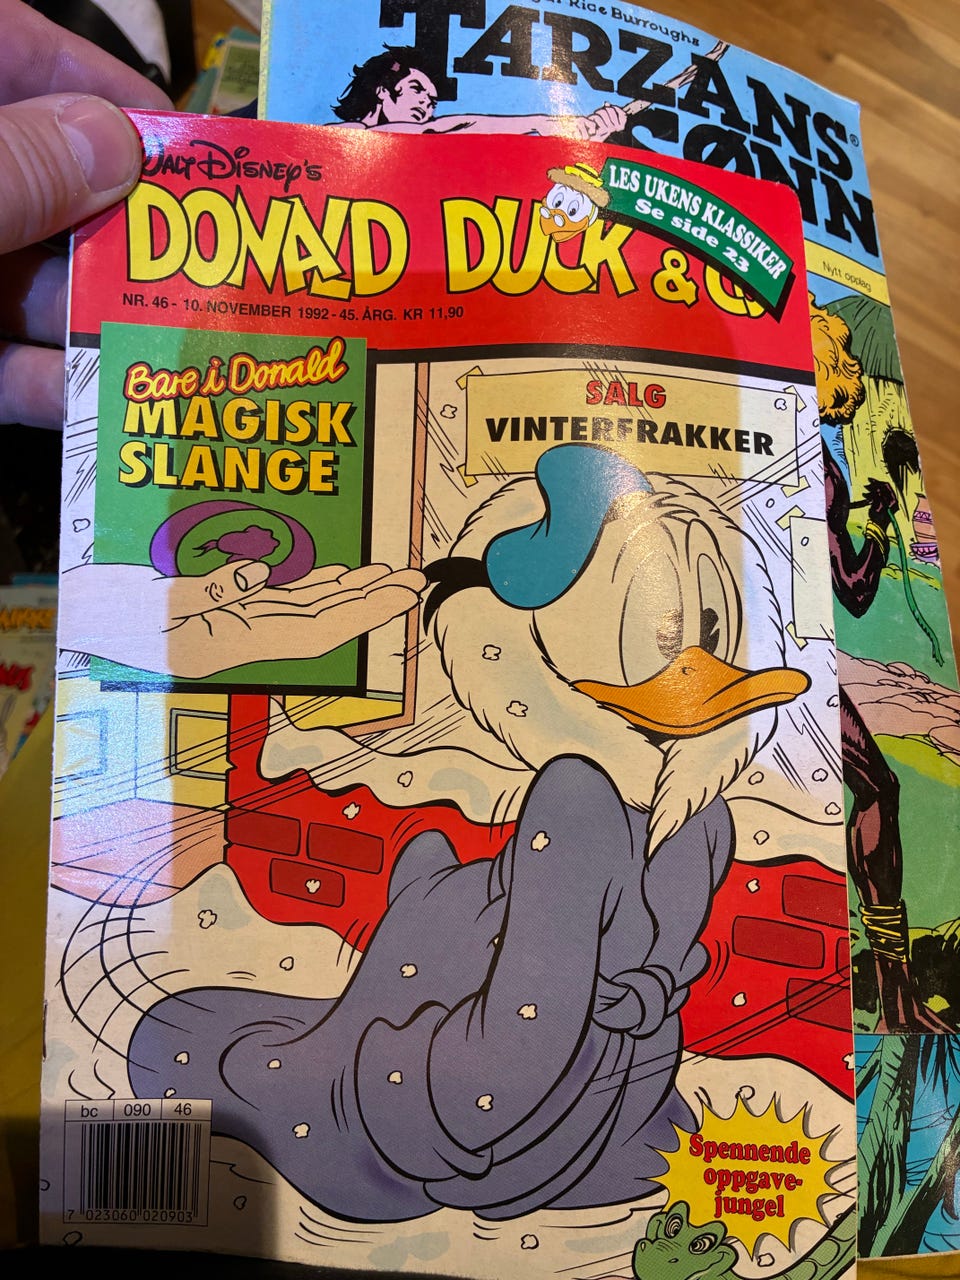 Rice Burroughs
TARZANS
SØNN
Nytt opplag
WALT DISNEY'S
DONALD DUCK & Co
LES UKENS KLASSIKER
Se side 23
NR. 46 - 10. NOVEMBER 1992 - 45. ÅRG. KR 11,90
Bare i Donald
MAGISK
SLANGE
SALG
VINTERFRAKKER
bc 090 46
7 023060 020903
Spennende
oppgave-
jungel